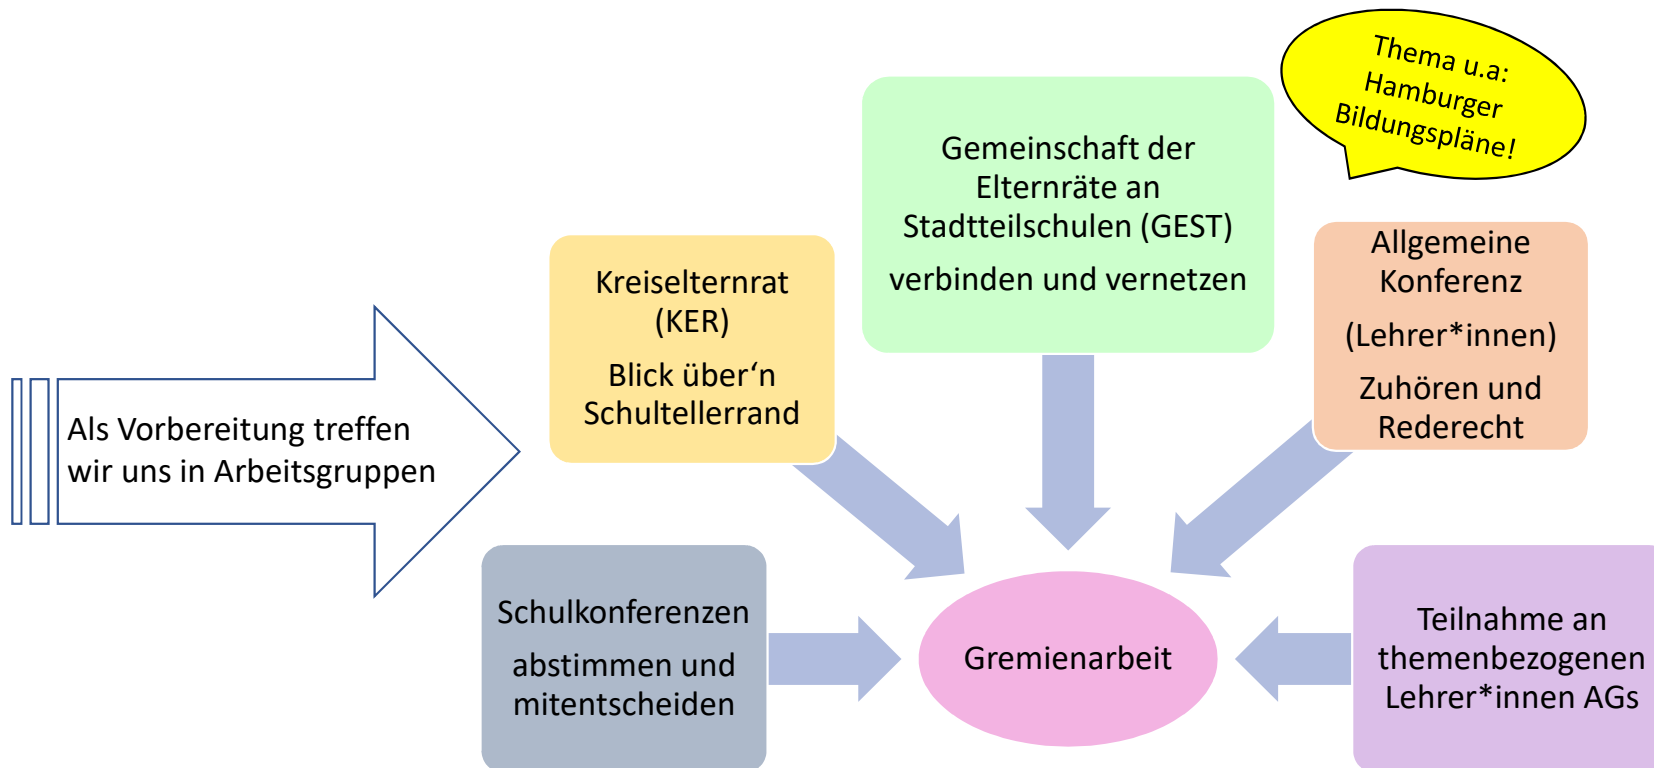 Thema u.a:
Hamburger
Bildungspläne!
Gemeinschaft der
Elternräte an
Stadtteilschulen (GEST)
verbinden und vernetzen
Kreiselternrat
(KER)
Blick über‘n
Schultellerrand
Allgemeine
Konferenz
(Lehrer*innen)
Zuhören und
Rederecht
Als Vorbereitung treffen
wir uns in Arbeitsgruppen
Schulkonferenzen
abstimmen und
mitentscheiden
Gremienarbeit
Teilnahme an
themenbezogenen
Lehrer*innen AGs